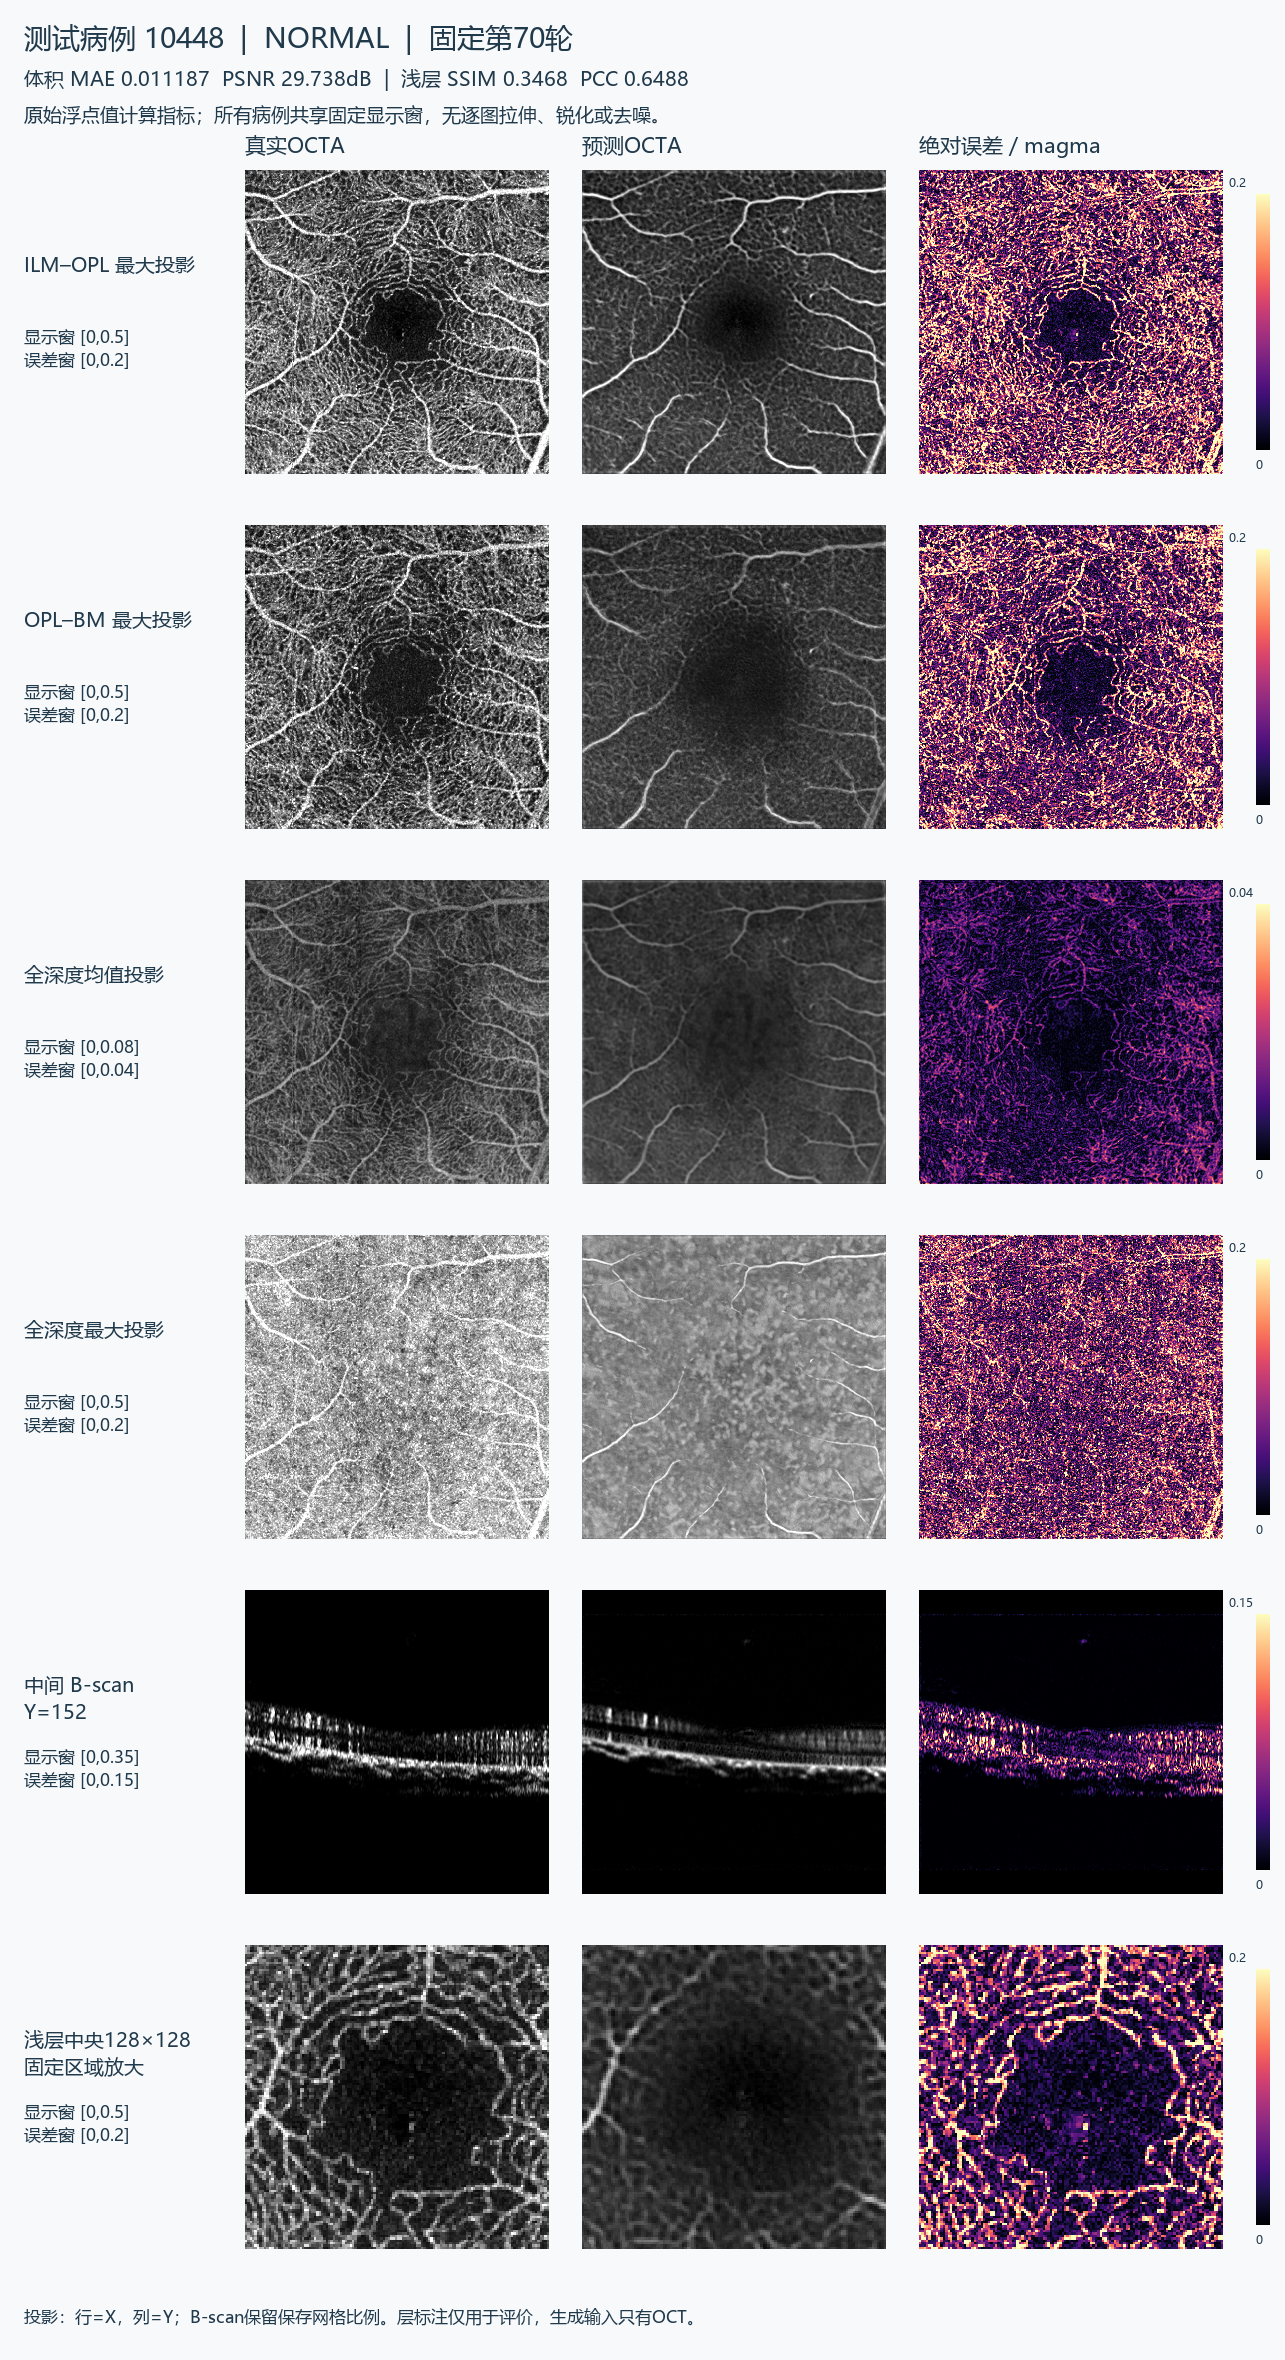 测试病例 10448 | NORMAL | 固定第70轮
体积 MAE 0.011187 PSNR 29.738dB | 浅层 SSIM 0.3468 PCC 0.6488
原始浮点值计算指标；所有病例共享固定显示窗，无逐图拉伸、锐化或去噪。
真实OCTA 预测OCTA 绝对误差 / magma
ILM–OPL 最大投影
显示窗 [0,0.5]
误差窗 [0,0.2]
0.2
0
OPL–BM 最大投影
显示窗 [0,0.5]
误差窗 [0,0.2]
0.2
0
全深度均值投影
显示窗 [0,0.08]
误差窗 [0,0.04]
0.04
0
全深度最大投影
显示窗 [0,0.5]
误差窗 [0,0.2]
0.2
0
中间 B-scan
Y=152
显示窗 [0,0.35]
误差窗 [0,0.15]
0.15
0
浅层中央128×128
固定区域放大
显示窗 [0,0.5]
误差窗 [0,0.2]
0.2
0
投影：行=X，列=Y；B-scan保留保存网格比例。层标注仅用于评价，生成输入只有OCT。